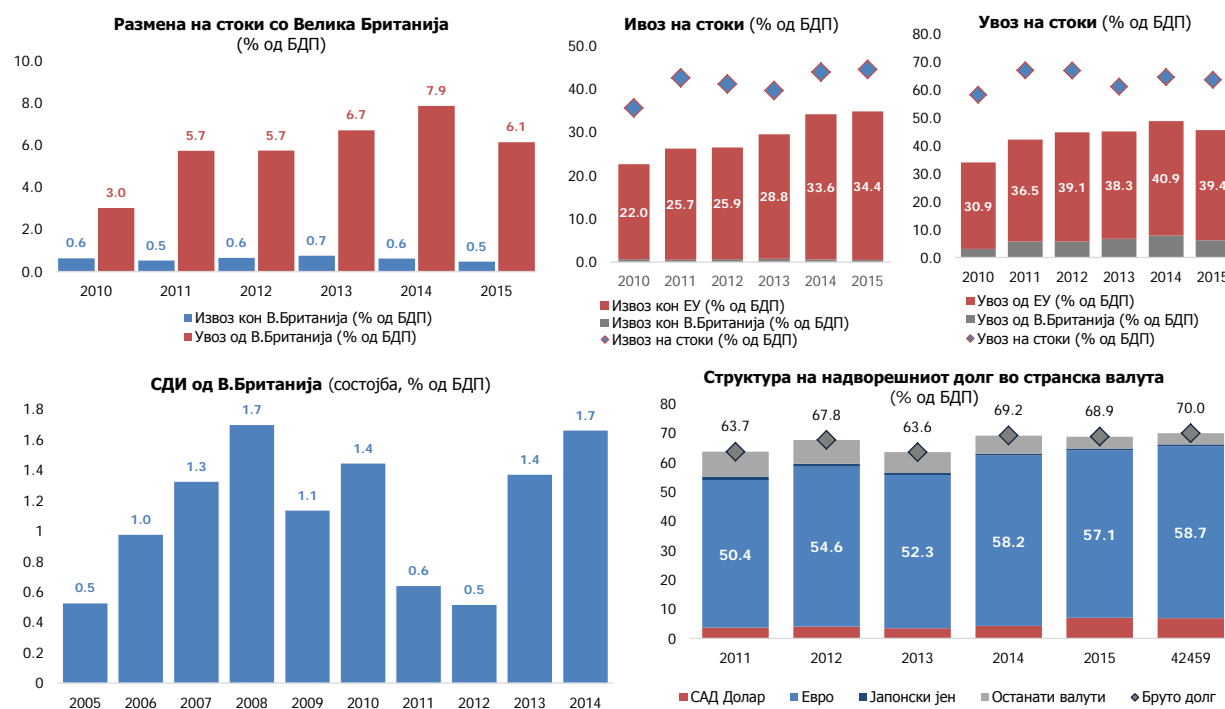 Размена на стоки со Велика Британија
(% од БДП)
10.0
8.0
6.0
4.0
2.0
0.0
0.6 3.0 0.5 5.7 0.6 5.7 0.7 6.7 0.6 7.9 0.5 6.1
2010 2011 2012 2013 2014 2015
Извоз кон В.Британија (% од БДП)
Увоз од В.Британија (% од БДП)
Ивоз на стоки (% од БДП)
50.0
40.0
30.0
20.0
10.0
0.0
22.0 25.7 25.9 28.8 33.6 34.4
2010 2011 2012 2013 2014 2015
Извоз кон ЕУ (% од БДП)
Извоз кон В.Британија (% од БДП)
Извоз на стоки (% од БДП)
Увоз на стоки (% од БДП)
80.0
70.0
60.0
50.0
40.0
30.0
20.0
10.0
0.0
30.9 36.5 39.1 38.3 40.9 39.4
2010 2011 2012 2013 2014 2015
Увоз од ЕУ (% од БДП)
Увоз од В.Британија (% од БДП)
Увоз на стоки (% од БДП)
СДИ од В.Британија (состојба, % од БДП)
1.8
1.6
1.4
1.2
1
0.8
0.6
0.4
0.2
0
0.5 1.0 1.3 1.7 1.1 1.4 0.6 0.5 1.4 1.7
2005 2006 2007 2008 2009 2010 2011 2012 2013 2014
Структура на надворешниот долг во странска валута
(% од БДП)
80
70
60
50
40
30
20
10
0
63.7 67.8 63.6 69.2 68.9 70.0
50.4 54.6 52.3 58.2 57.1 58.7
2011 2012 2013 2014 2015 42459
САД Долар Евро Јапонски јен Останати валути Бруто долг